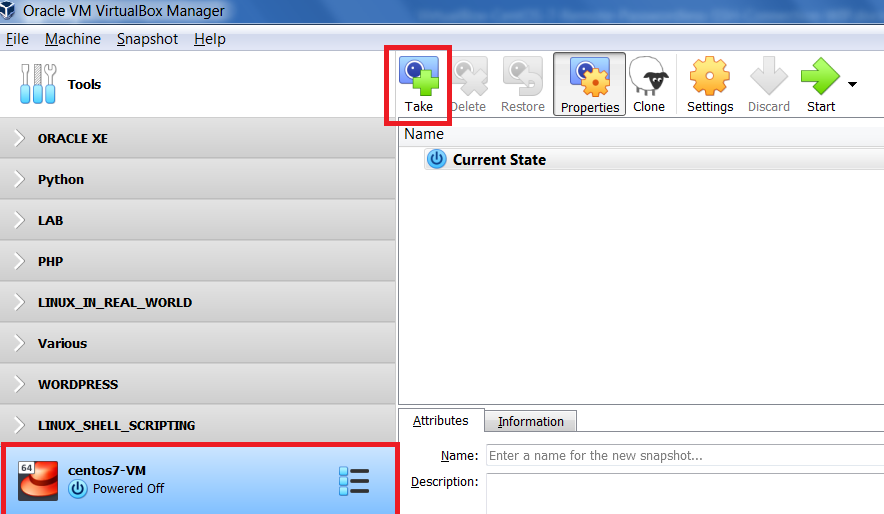 Oracle VM VirtualBox Manager
File Machine Snapshot Help
Tools
Take Delete Restore Properties Clone Settings Discard Start
Name
Current State
ORACLE XE
Python
LAB
PHP
LINUX_IN_REAL_WORLD
Various
WORDPRESS
LINUX_SHELL_SCRIPTING
64
centos7-VM
Powered Off
Attributes Information
Name: Enter a name for the new snapshot...
Description: